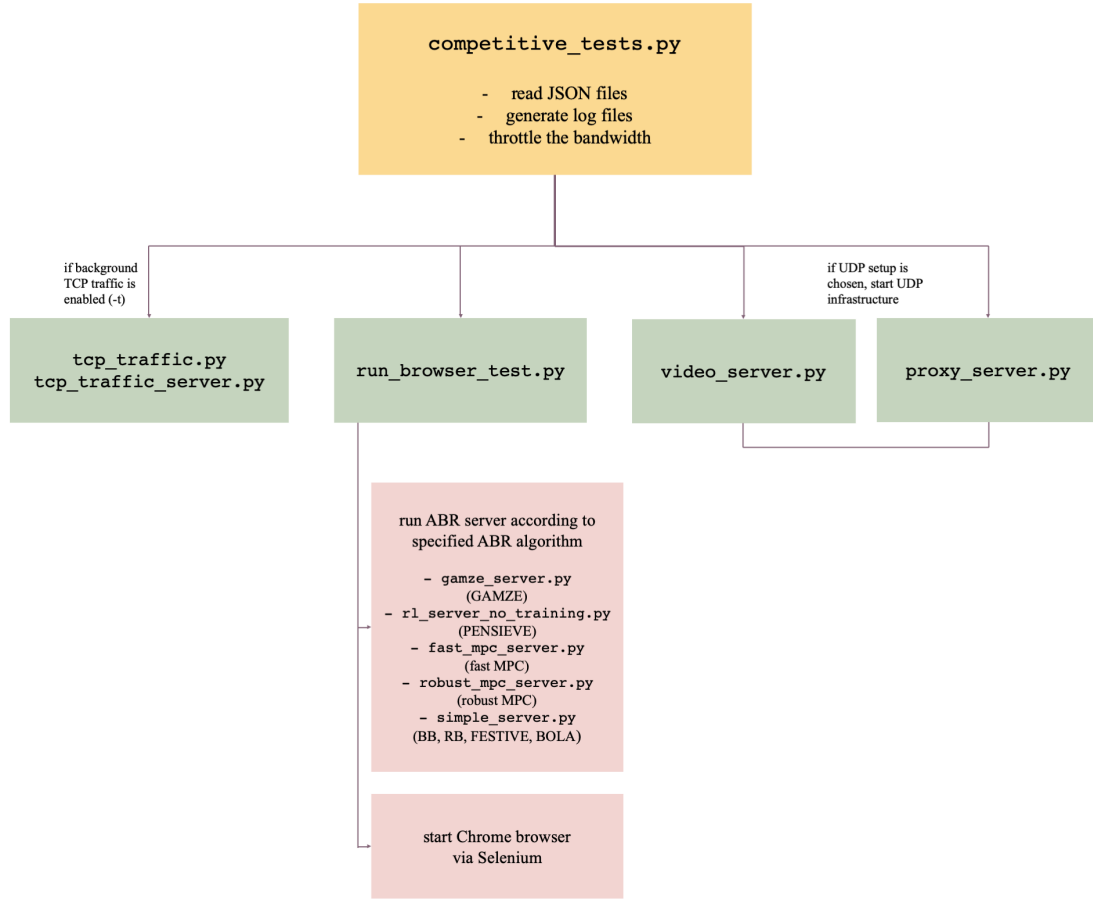 competitive_tests.py
- read JSON files
- generate log files
- throttle the bandwidth
if background
TCP traffic is
enabled (-t)
if UDP setup is
chosen, start UDP
infrastructure
tcp_traffic.py
tcp_traffic_server.py
run_browser_test.py
video_server.py
proxy_server.py
run ABR server according to
specified ABR algorithm
- gamze_server.py
(GAMZE)
- rl_server_no_training.py
(PENSIEVE)
- fast_mpc_server.py
(fast MPC)
- robust_mpc_server.py
(robust MPC)
- simple_server.py
(BB, RB, FESTIVE, BOLA)
start Chrome browser
via Selenium